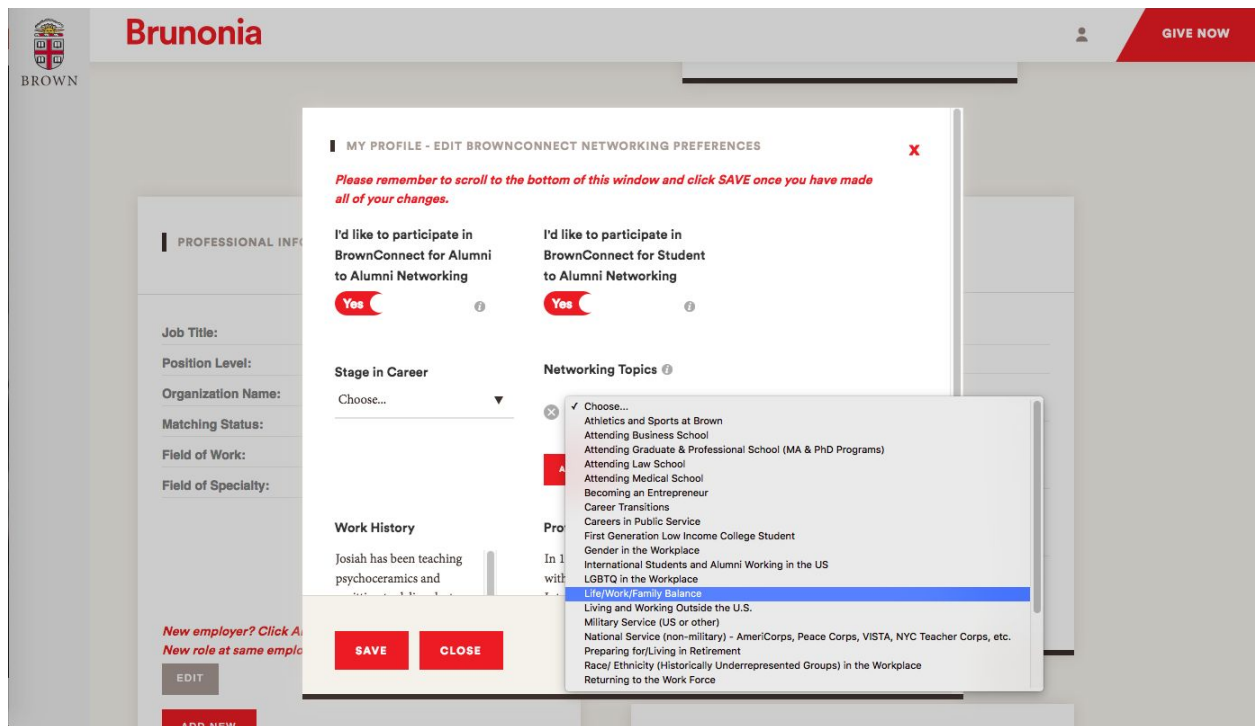 BROWN
Brunonia
GIVE NOW
MY PROFILE - EDIT BROWNCONNECT NETWORKING PREFERENCES
X
Please remember to scroll to the bottom of this window and click SAVE once you have made
all of your changes.
I'd like to participate in
BrownConnect for Alumni
to Alumni Networking
Yes
I'd like to participate in
BrownConnect for Student
to Alumni Networking
Yes
Stage in Career
Choose...
Networking Topics
✓ Choose...
Athletics and Sports at Brown
Attending Business School
Attending Graduate & Professional School (MA & PhD Programs)
Attending Law School
Attending Medical School
Becoming an Entrepreneur
Career Transitions
Careers in Public Service
First Generation Low Income College Student
Gender in the Workplace
International Students and Alumni Working in the US
LGBTQ in the Workplace
Life/Work/Family Balance
Living and Working Outside the U.S.
Military Service (US or other)
National Service (non-military) - AmeriCorps, Peace Corps, VISTA, NYC Teacher Corps, etc.
Preparing for/Living in Retirement
Race/ Ethnicity (Historically Underrepresented Groups) in the Workplace
Returning to the Work Force
Work History
Josiah has been teaching
psychoceramics and
Pro
In 1
with
SAVE
CLOSE
PROFESSIONAL INFO
Job Title:
Position Level:
Organization Name:
Matching Status:
Field of Work:
Field of Specialty:
New employer? Click A
New role at same emplo
EDIT
ADD NEW